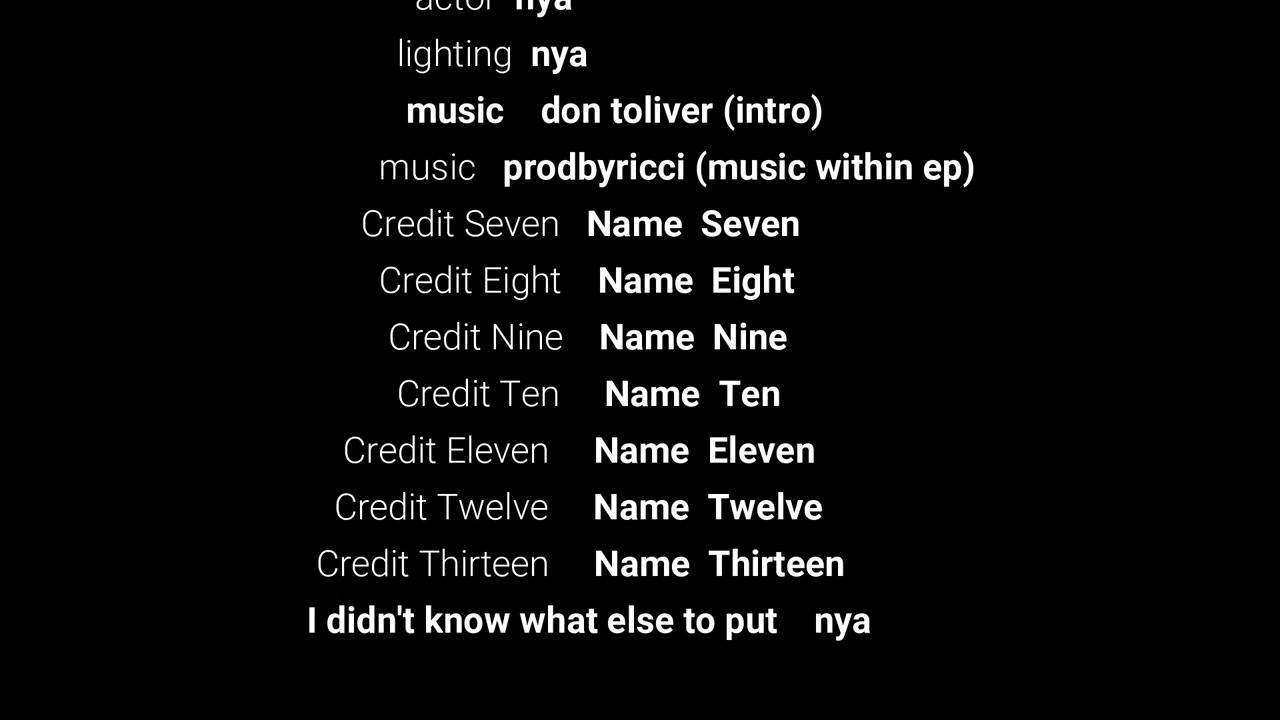 actor nya
lighting nya
music don toliver (intro)
music prodbyricci (music within ep)
Credit Seven Name Seven
Credit Eight Name Eight
Credit Nine Name Nine
Credit Ten Name Ten
Credit Eleven Name Eleven
Credit Twelve Name Twelve
Credit Thirteen Name Thirteen
I didn't know what else to put nya